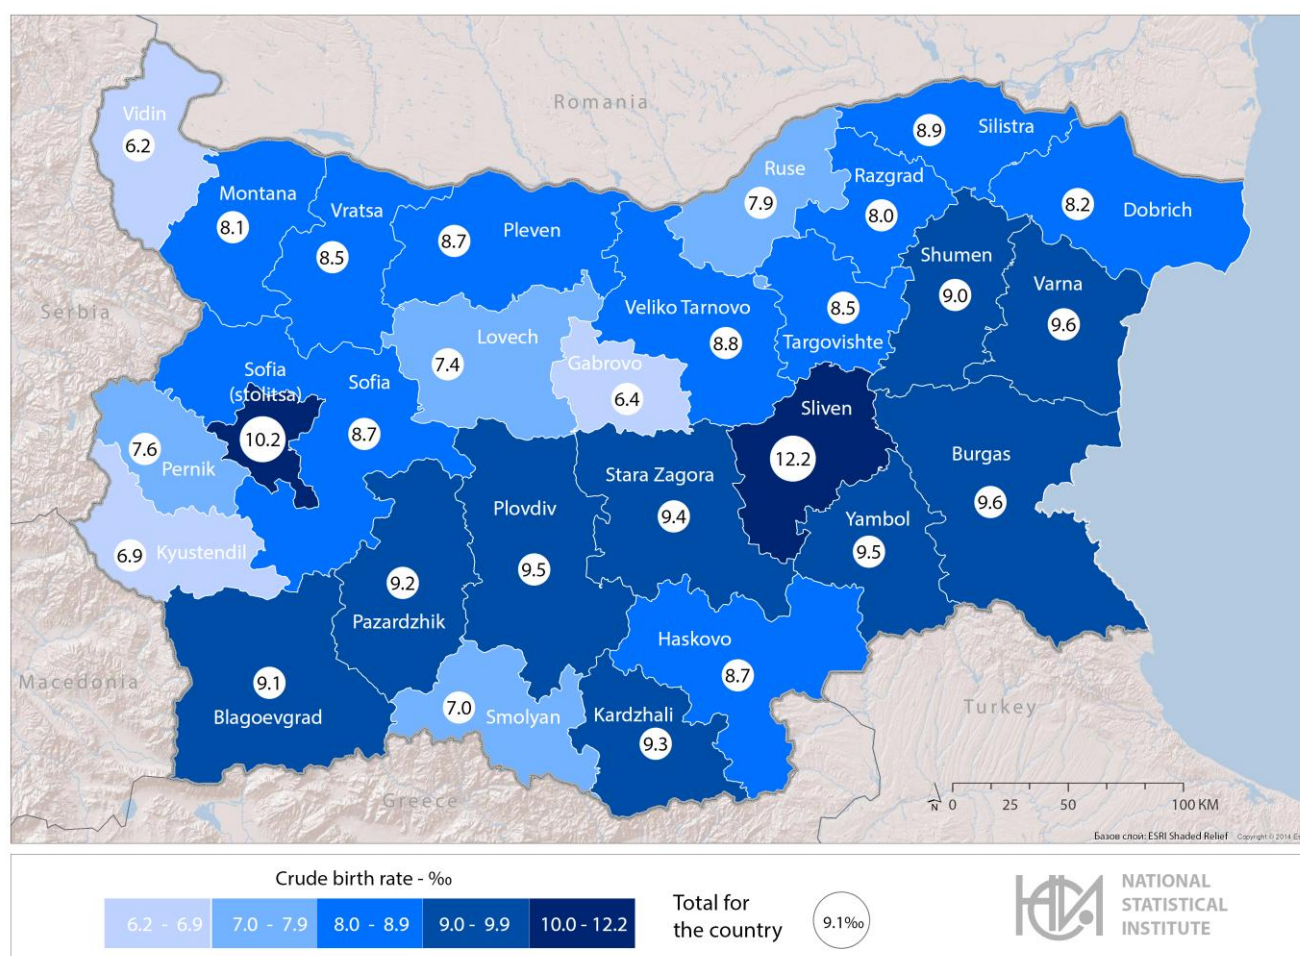 Romania
Vidin
6.2
Silistra
8.9
Ruse
7.9
Razgrad
8.0
Montana
8.1
Vratsa
8.5
Pleven
8.7
Dobrich
8.2
Shumen
9.0
Varna
9.6
Serbia
Veliko Tarnovo
8.8
Targovishte
8.5
Lovech
7.4
Gabrovo
6.4
Sofia
(stolitsa)
10.2
Sofia
8.7
Sliven
12.2
Pernik
7.6
Burgas
9.6
Stara Zagora
9.4
Plovdiv
9.5
Yambol
9.5
Kyustendil
6.9
Pazardzhik
9.2
Haskovo
8.7
Macedonia
Blagoevgrad
9.1
Smolyan
7.0
Kardzhali
9.3
Turkey
Greece
N
0 25 50 100 KM
Базов слой: ESRI Shaded Relief Copyright © 2014 Es
Crude birth rate - ‰
6.2 - 6.9 7.0 - 7.9 8.0 - 8.9 9.0 - 9.9 10.0 - 12.2
Total for
the country
9.1‰
НСИ
NATIONAL
STATISTICAL
INSTITUTE